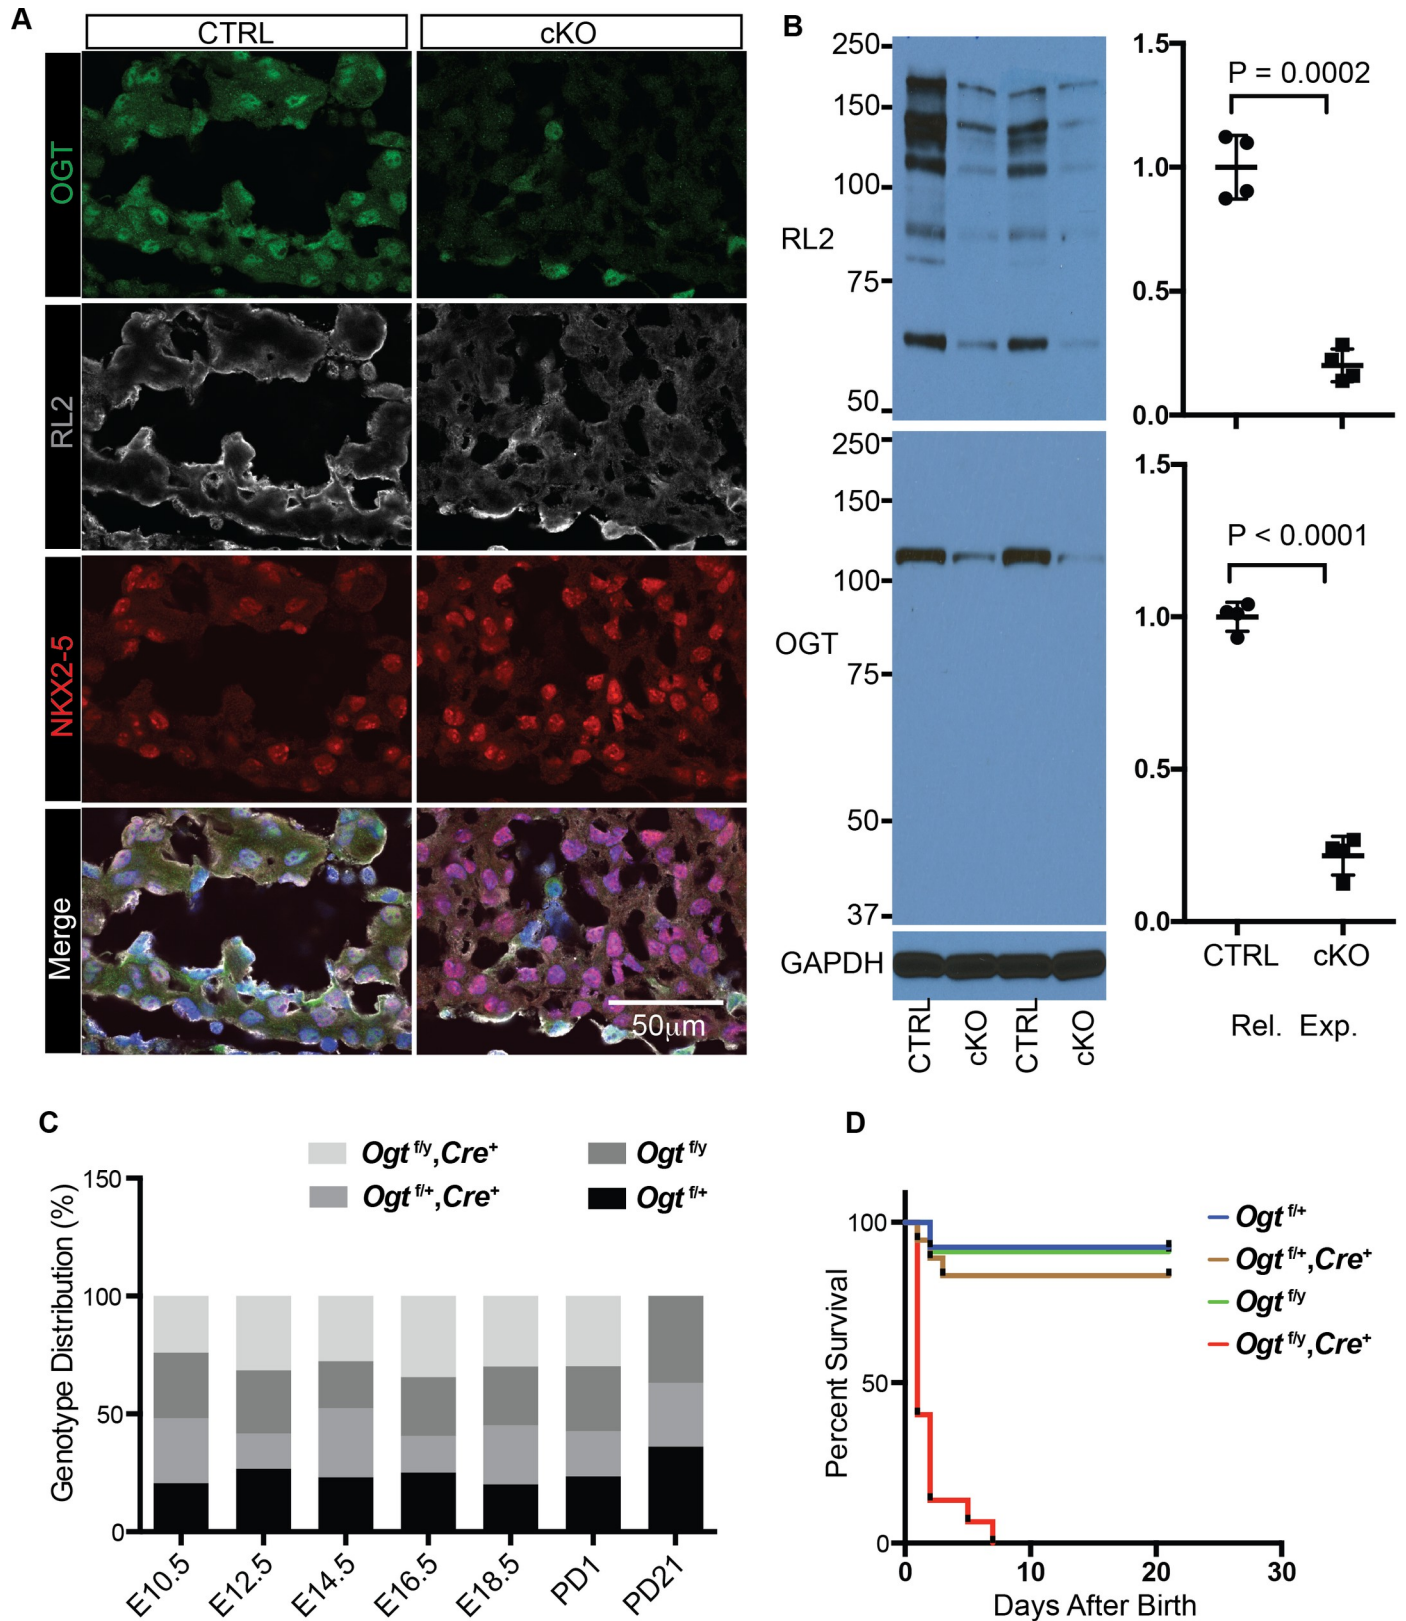 A
CTRL
cKO
OGT
RL2
NKX2-5
Merge
50μm
B
250
150
100
75
50
RL2
1.5
1.0
0.5
0.0
P = 0.0002
250
150
100
75
50
37
OGT
GAPDH
CTRL
cKO
CTRL
cKO
1.5
1.0
0.5
0.0
P < 0.0001
CTRL
cKO
Rel. Exp.
C
Ogt f/y,Cre+
Ogt f/y
Ogt f/+,Cre+
Ogt f/+
Genotype Distribution (%)
150
100
50
0
E10.5
E12.5
E14.5
E16.5
E18.5
PD1
PD21
D
Percent Survival
100
50
0
0
10
20
30
Days After Birth
Ogt f/+
Ogt f/+,Cre+
Ogt f/y
Ogt f/y,Cre+